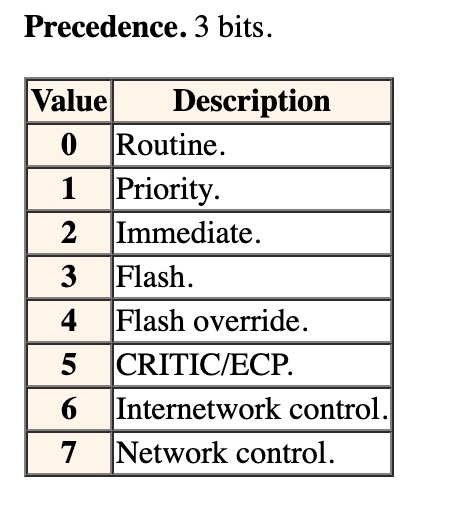 Precedence. 3 bits.
Value Description
0 Routine.
1 Priority.
2 Immediate.
3 Flash.
4 Flash override.
5 CRITIC/ECP.
6 Internetwork control.
7 Network control.